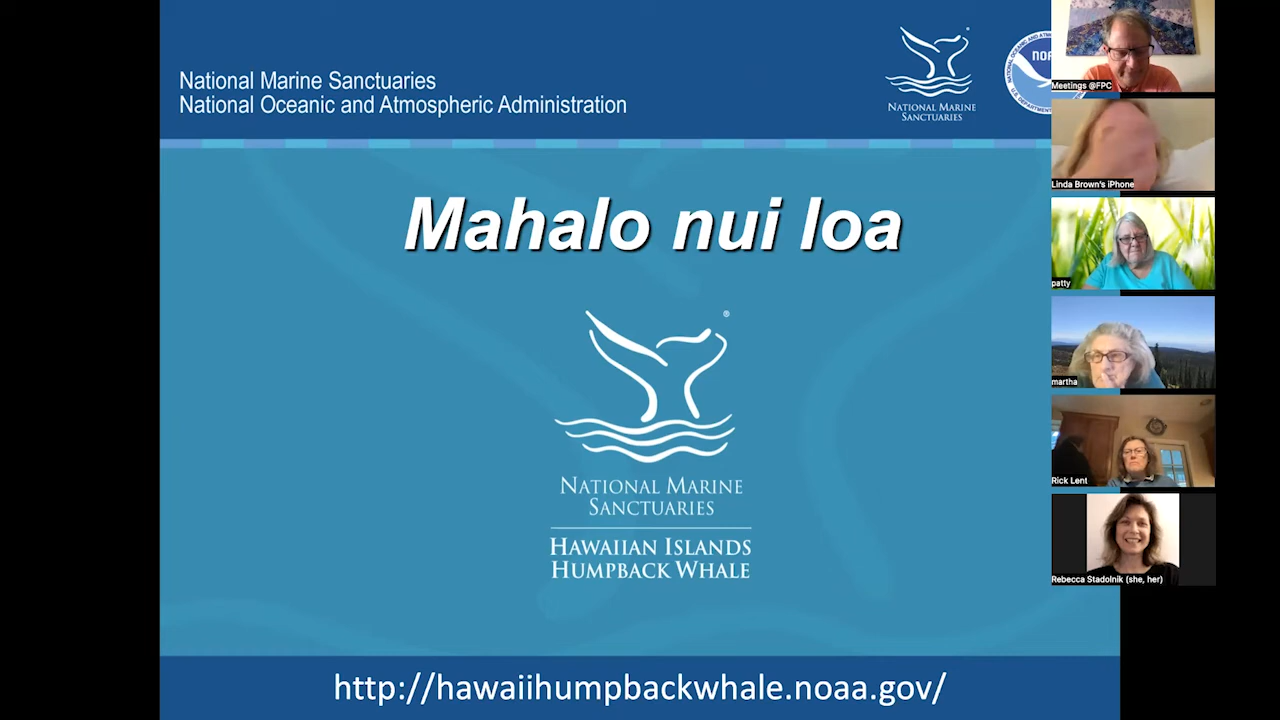 National Marine Sanctuaries
National Oceanic and Atmospheric Administration
®
NATIONAL MARINE
SANCTUARIES
Mahalo nui loa
®
NATIONAL MARINE
SANCTUARIES
HAWAIIAN ISLANDS
HUMPBACK WHALE
http://hawaiihumpbackwhale.noaa.gov/
Meetings @FPC
Linda Brown's iPhone
patty
martha
Rick Lent
Rebecca Stadolnik (she, her)